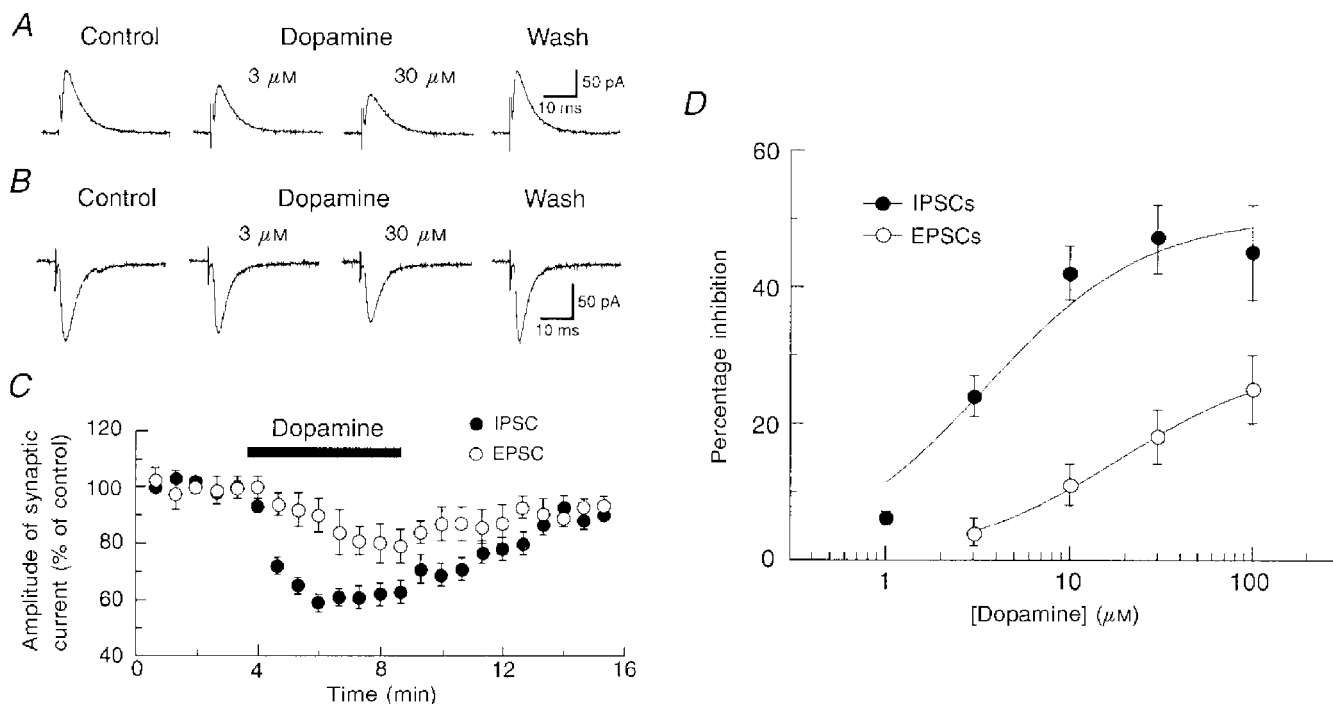 A
Control Dopamine Wash
3 μM 30 μM
50 pA
10 ms
B
Control Dopamine Wash
3 μM 30 μM
50 pA
10 ms
C
Amplitude of synaptic
current (% of control)
120
100
80
60
40
Dopamine
IPSC
EPSC
0 4 8 12 16
Time (min)
D
Percentage inhibition
60
40
20
0
IPSCs
EPSCs
1 10 100
[Dopamine] (μM)